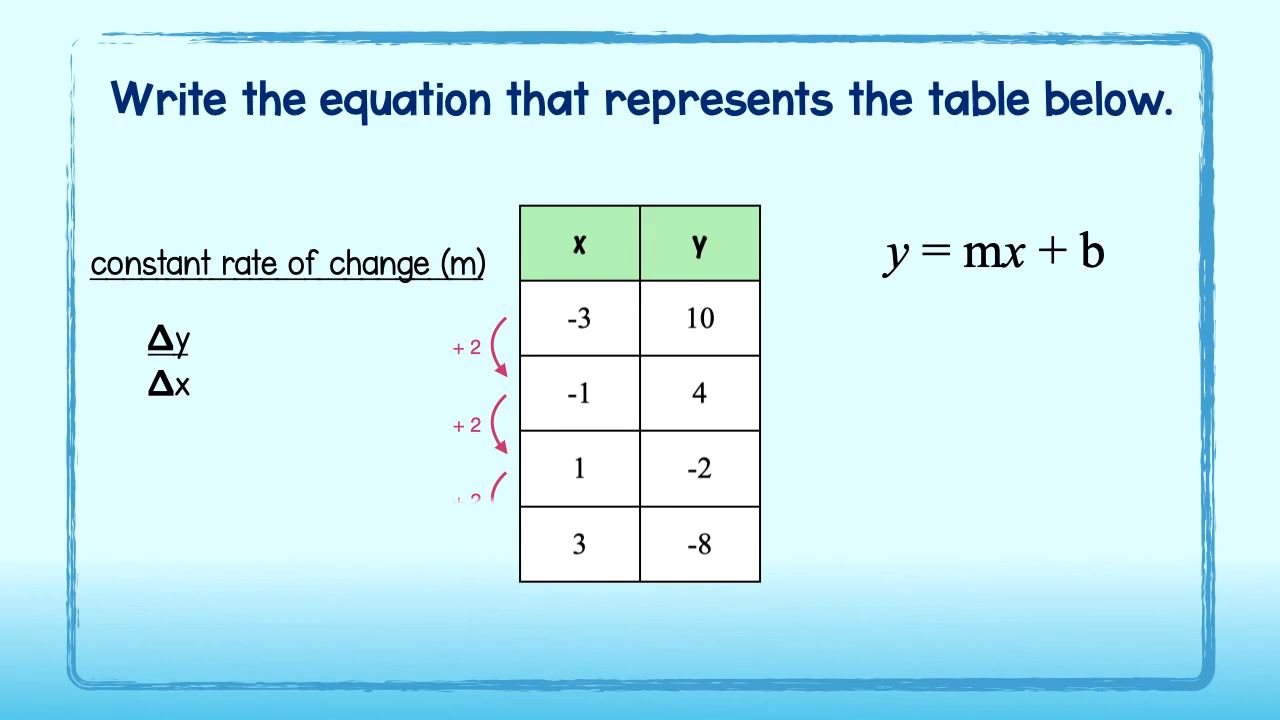 Write the equation that represents the table below.
constant rate of change (m)
Δy
Δx
+ 2
+ 2
+ 2
x y
-3 10
-1 4
1 -2
3 -8
y = mx + b